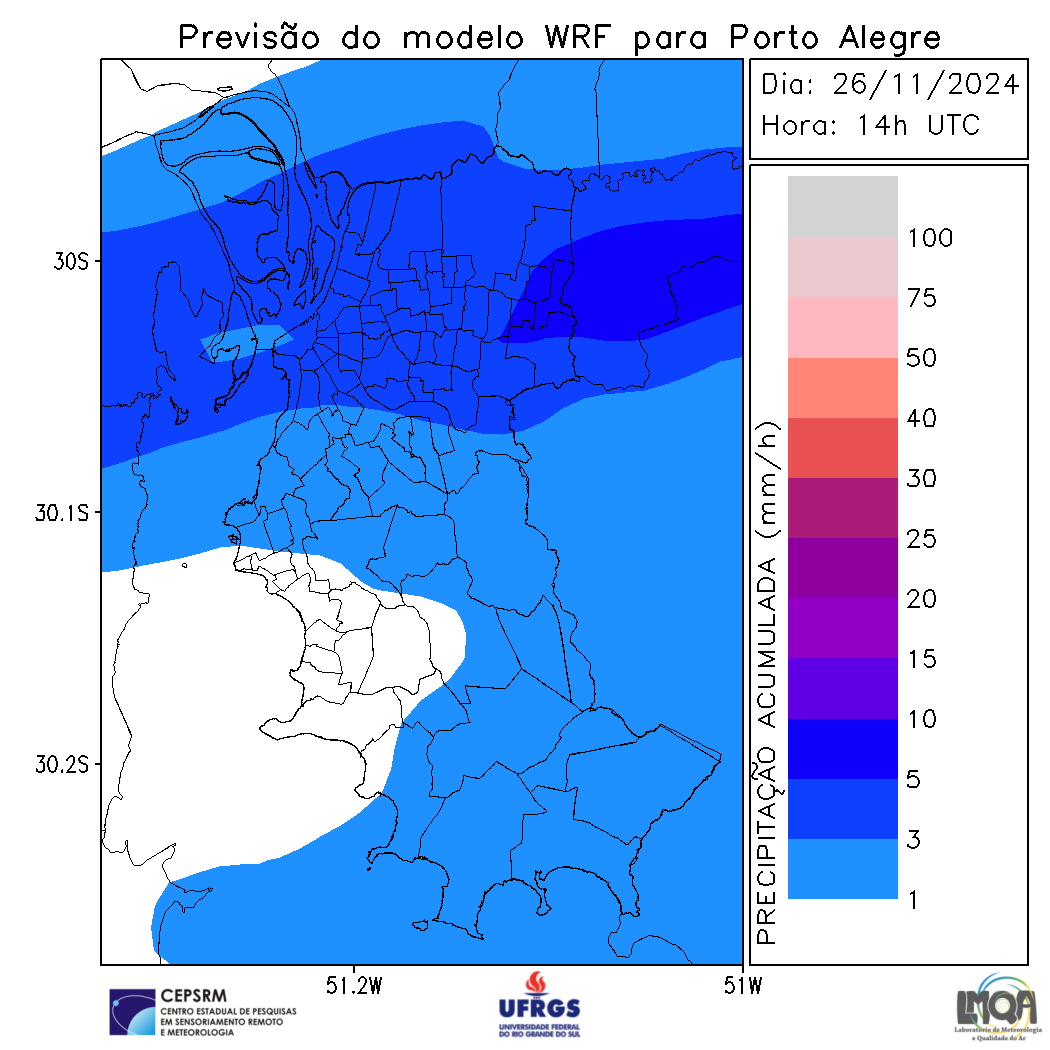 Previsão do modelo WRF para Porto Alegre
Dia: 26/11/2024
Hora: 14h UTC
30S
30.1S
30.2S
51.2W
51W
PRECIPITAÇÃO ACUMULADA (mm/h)
100
75
50
40
30
25
20
15
10
5
3
1
CEPSRM
CENTRO ESTADUAL DE PESQUISAS
EM SENSORIAMENTO REMOTO
E METEOROLOGIA
UFRGS
UNIVERSIDADE FEDERAL
DO RIO GRANDE DO SUL
LMQA
Laboratório de Meteorologia
e Qualidade do Ar